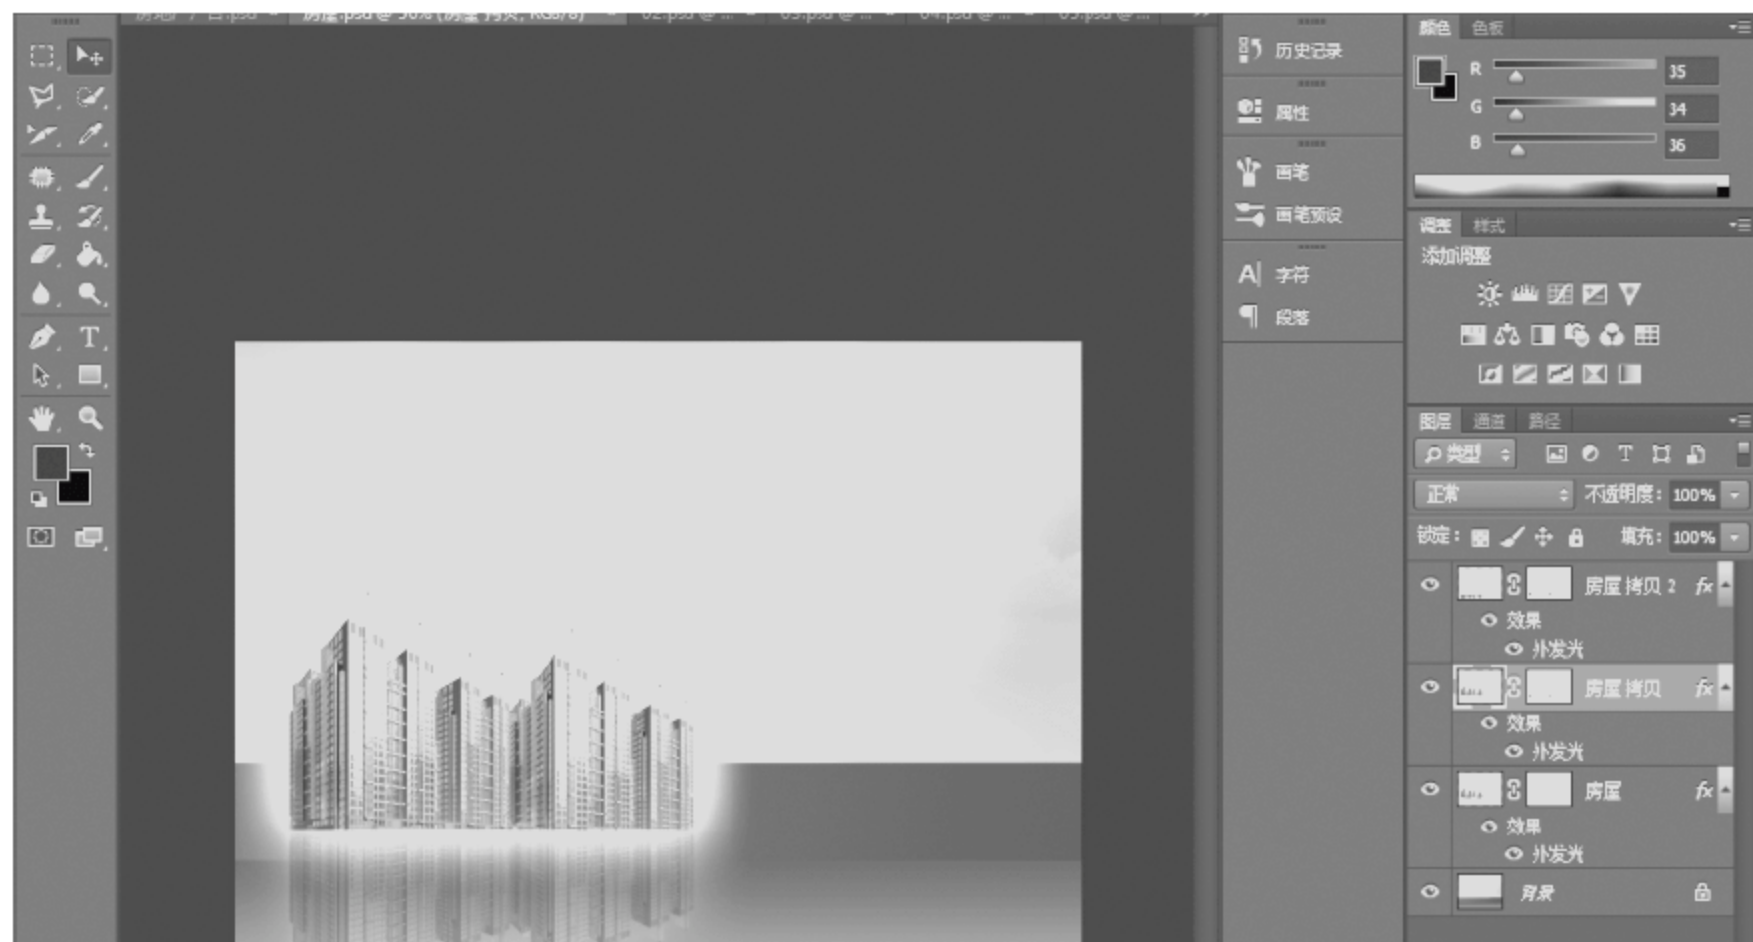 历史记录
属性
画笔
画笔预设
字符
段落
颜色 色板
R 35
G 34
B 36
调整 样式
添加调整
图层 通道 路径
类型
正常 不透明度: 100%
锁定: 填充: 100%
房屋 拷贝 2 fx
效果
外发光
房屋 拷贝 fx
效果
外发光
房屋 fx
效果
外发光
背景